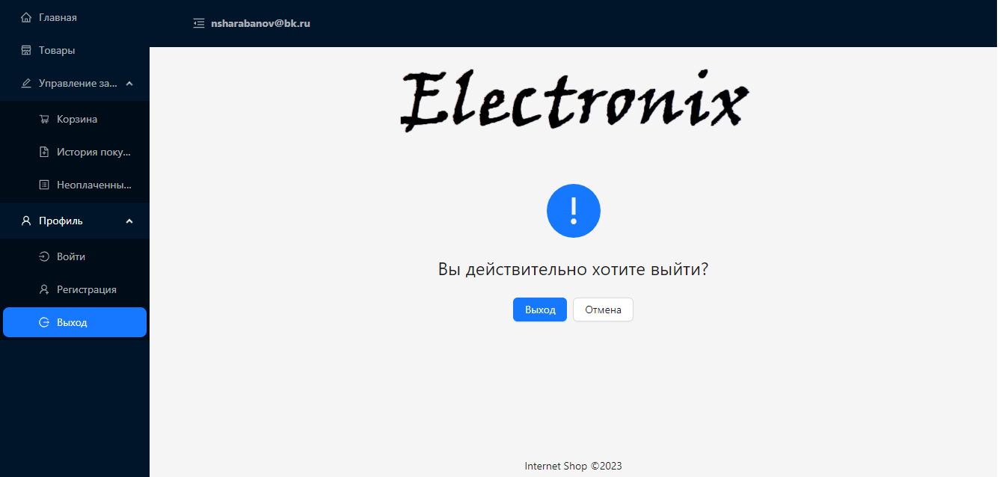 Главная
Товары
Управление за...
Корзина
История поку...
Неоплаченны...
Профиль
Войти
Регистрация
Выход
nsharabanov@bk.ru
Electronix
Вы действительно хотите выйти?
Выход
Отмена
Internet Shop ©2023